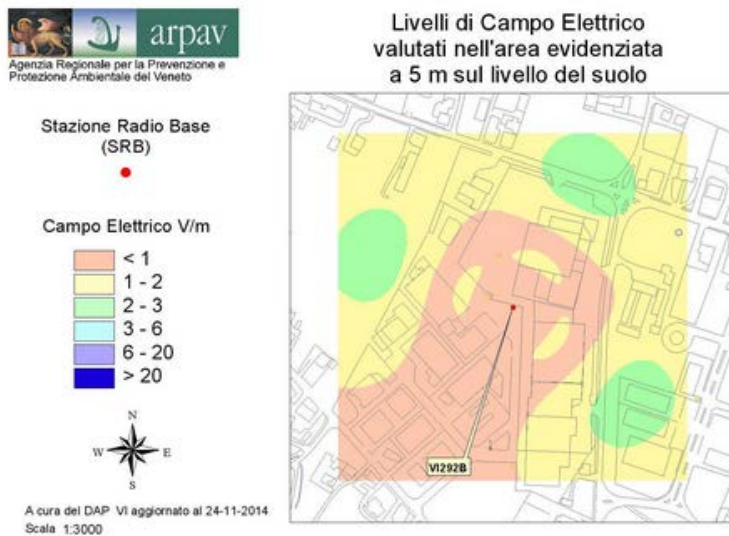 arpav
Agenzia Regionale per la Prevenzione e
Protezione Ambientale del Veneto
Livelli di Campo Elettrico
valutati nell'area evidenziata
a 5 m sul livello del suolo
Stazione Radio Base
(SRB)
Campo Elettrico V/m
< 1
1 - 2
2 - 3
3 - 6
6 - 20
> 20
N
W E
S
VI292B
A cura del DAP VI aggiornato al 24-11-2014
Scala 1:3000